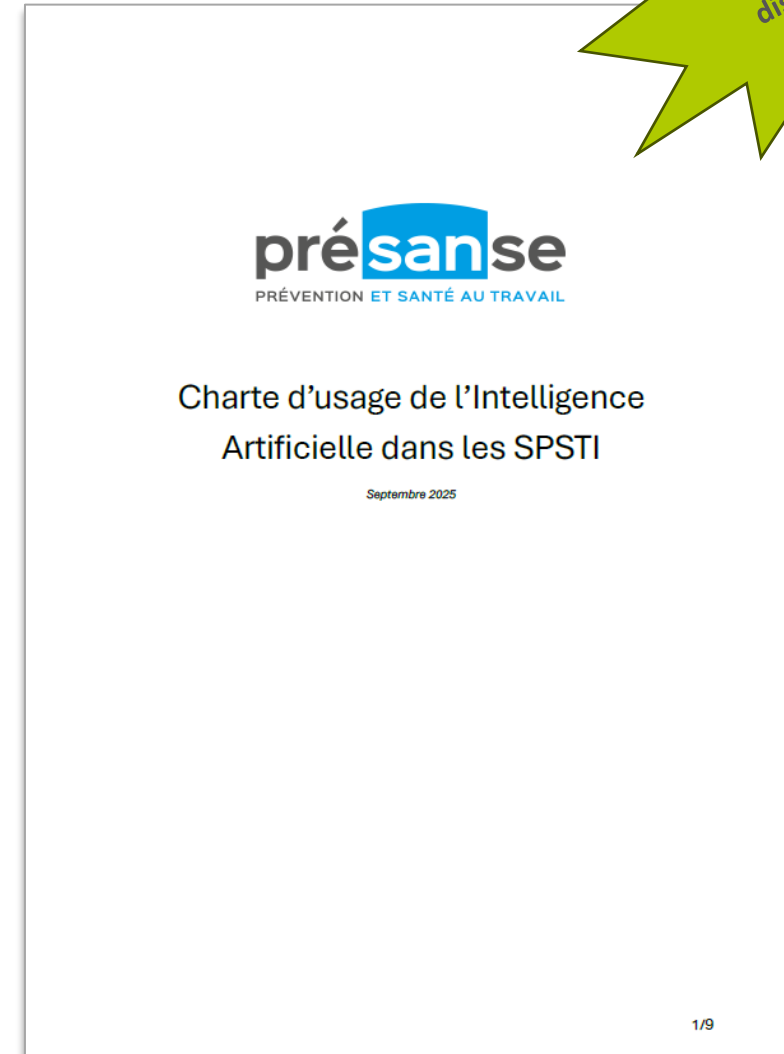 présanse
PRÉVENTION ET SANTÉ AU TRAVAIL
Charte d'usage de l'Intelligence
Artificielle dans les SPSTI
Septembre 2025
1/9